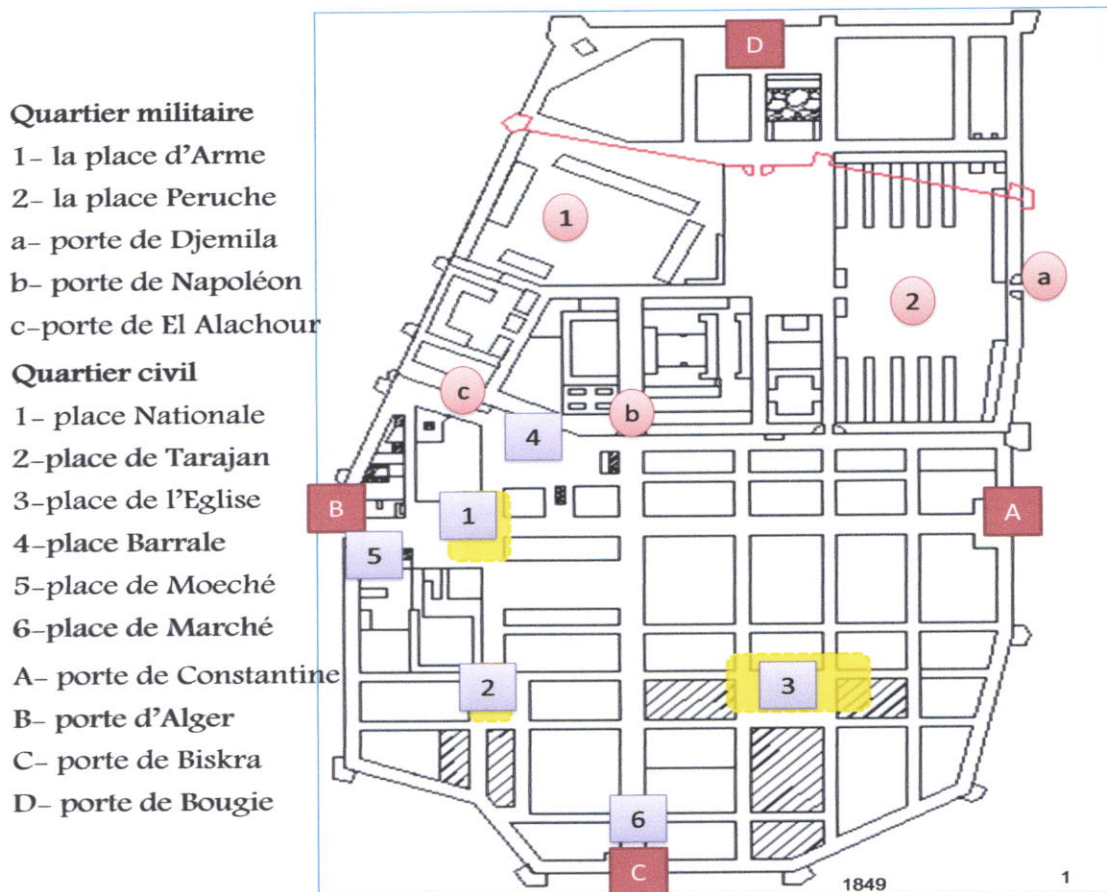 Quartier militaire
1- la place d'Arme
2- la place Peruche
a- porte de Djemila
b- porte de Napoléon
c-porte de El Alachour
Quartier civil
1- place Nationale
2-place de Tarajan
3-place de l'Eglise
4-place Barrale
5-place de Moeché
6-place de Marché
A- porte de Constantine
B- porte d'Alger
C- porte de Biskra
D- porte de Bougie
D
1
2
a
c
b
4
B
1
A
5
2
3
6
C
1849
1